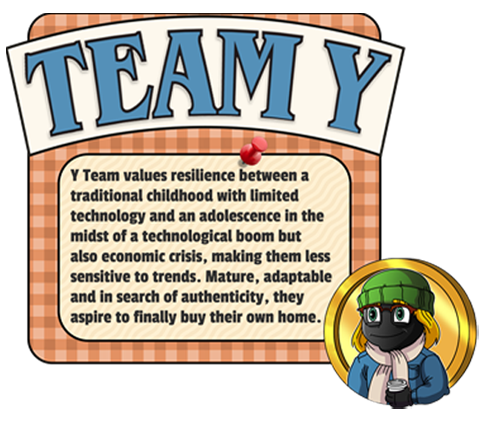 TEAM Y
Y Team values resilience between a
traditional childhood with limited
technology and an adolescence in the
midst of a technological boom but
also economic crisis, making them less
sensitive to trends. Mature, adaptable
and in search of authenticity, they
aspire to finally buy their own home.